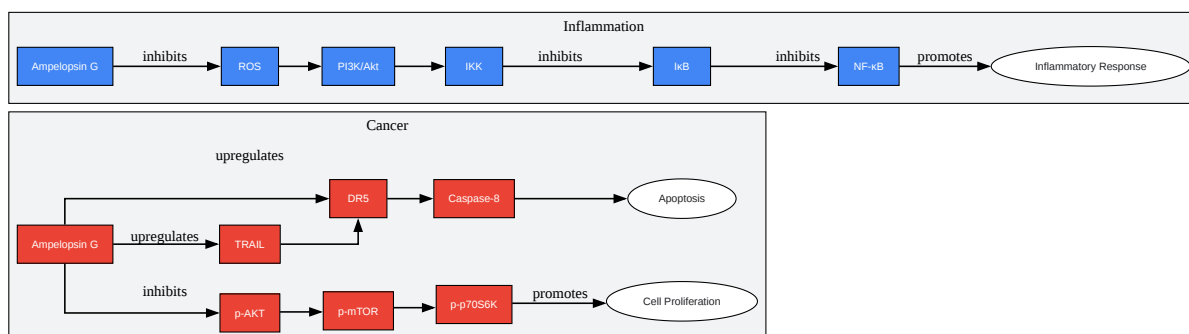 Inflammation
Ampelopsin G
inhibits
ROS
PI3K/Akt
IKK
inhibits
IκB
inhibits
NF-κB
promotes
Inflammatory Response
Cancer
upregulates
DR5
Caspase-8
Apoptosis
Ampelopsin G
upregulates
TRAIL
inhibits
p-AKT
p-mTOR
p-p70S6K
promotes
Cell Proliferation